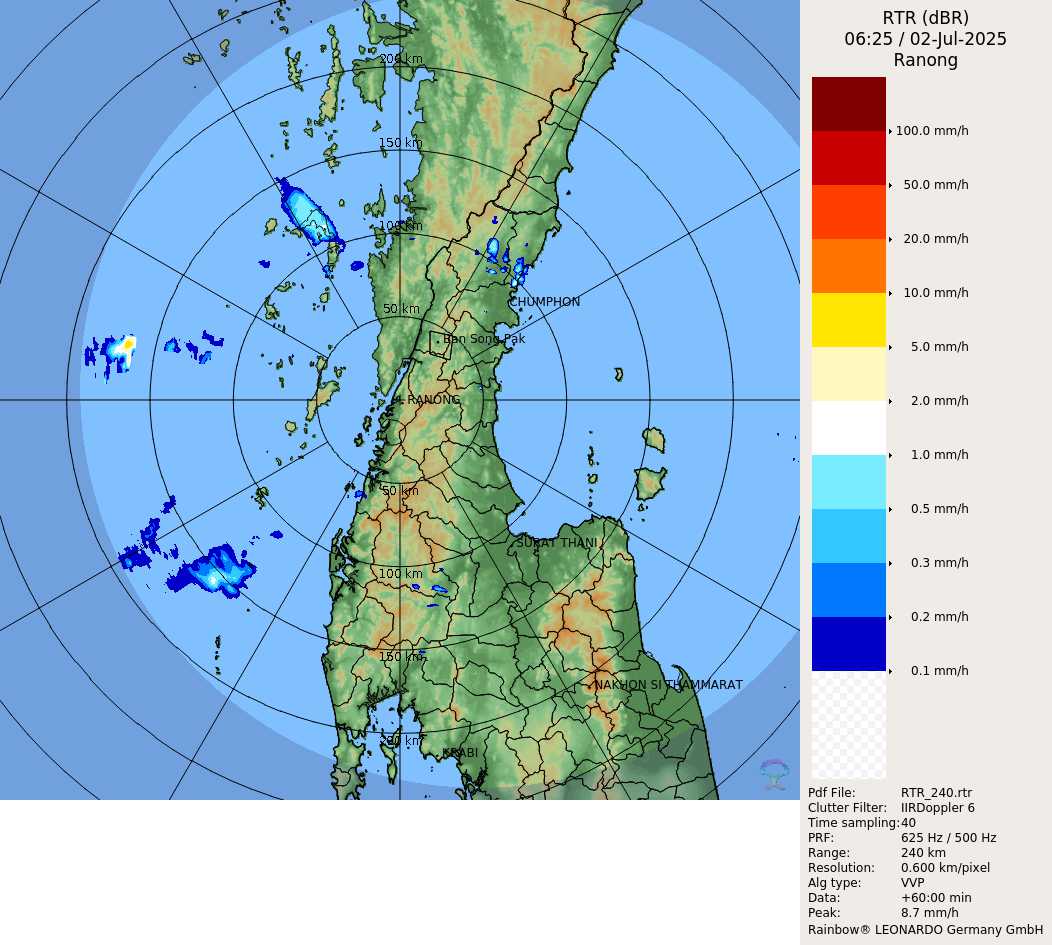 RTR (dBR)
06:25 / 02-Jul-2025
Ranong
200 km
150 km
100 km
50 km
CHUMPHON
Ban Song Pak
RANONG
50 km
SURAT THANI
100 km
150 km
NAKHON SI THAMMARAT
200 km
KRABI
100.0 mm/h
50.0 mm/h
20.0 mm/h
10.0 mm/h
5.0 mm/h
2.0 mm/h
1.0 mm/h
0.5 mm/h
0.3 mm/h
0.2 mm/h
0.1 mm/h
Pdf File: RTR_240.rtr
Clutter Filter: IIRDoppler 6
Time sampling:40
PRF: 625 Hz / 500 Hz
Range: 240 km
Resolution: 0.600 km/pixel
Alg type: VVP
Data: +60:00 min
Peak: 8.7 mm/h
Rainbow® LEONARDO Germany GmbH